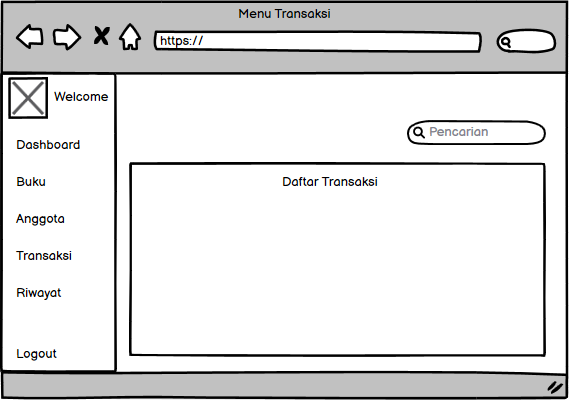 Menu Transaksi
https://
Welcome
Pencarian
Dashboard
Buku
Daftar Transaksi
Anggota
Transaksi
Riwayat
Logout